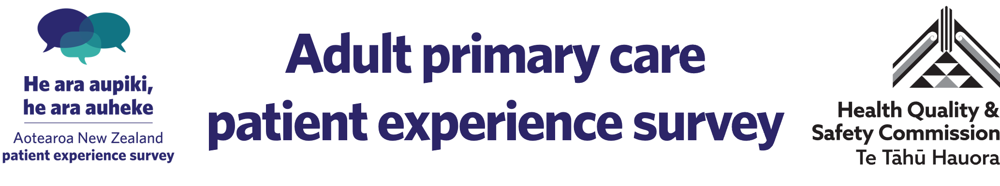 He ara aupiki,
he ara auheke
Aotearoa New Zealand
patient experience survey
Adult primary care
patient experience survey
Health Quality &
Safety Commission
Te Tāhū Hauora